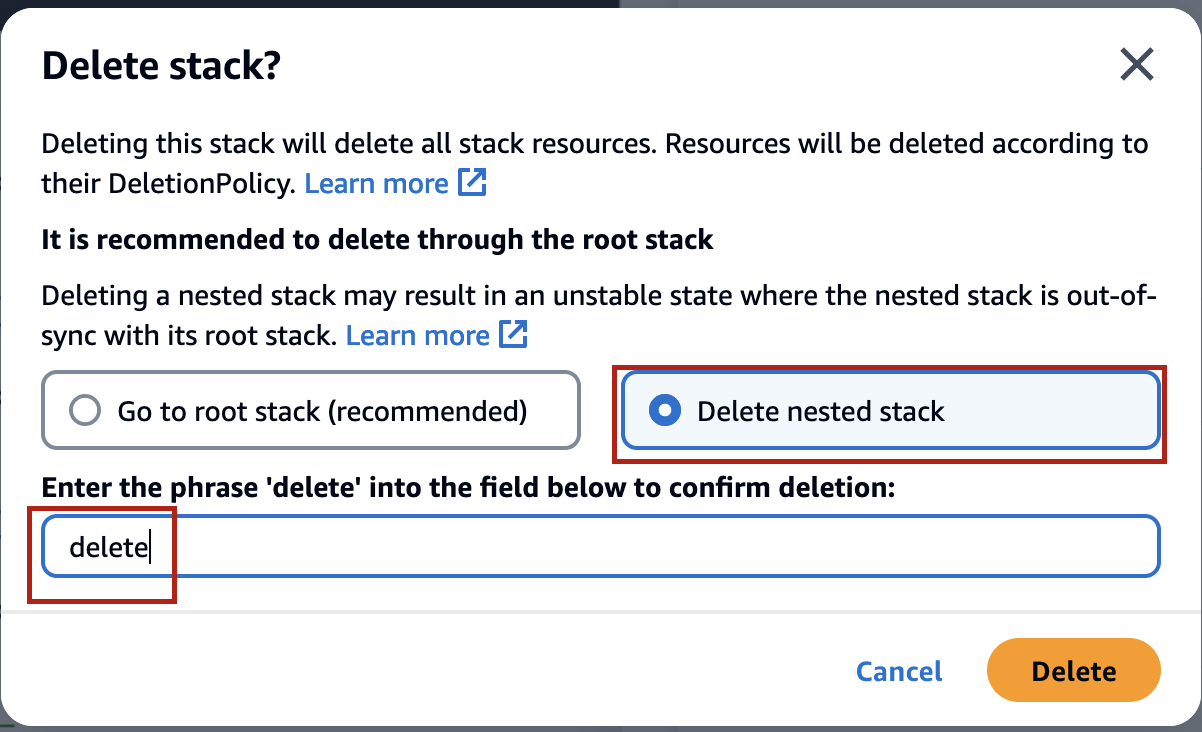 Delete stack?
Deleting this stack will delete all stack resources. Resources will be deleted according to
their DeletionPolicy. Learn more
It is recommended to delete through the root stack
Deleting a nested stack may result in an unstable state where the nested stack is out-of-
sync with its root stack. Learn more
Go to root stack (recommended)
Delete nested stack
Enter the phrase 'delete' into the field below to confirm deletion:
delete
Cancel
Delete